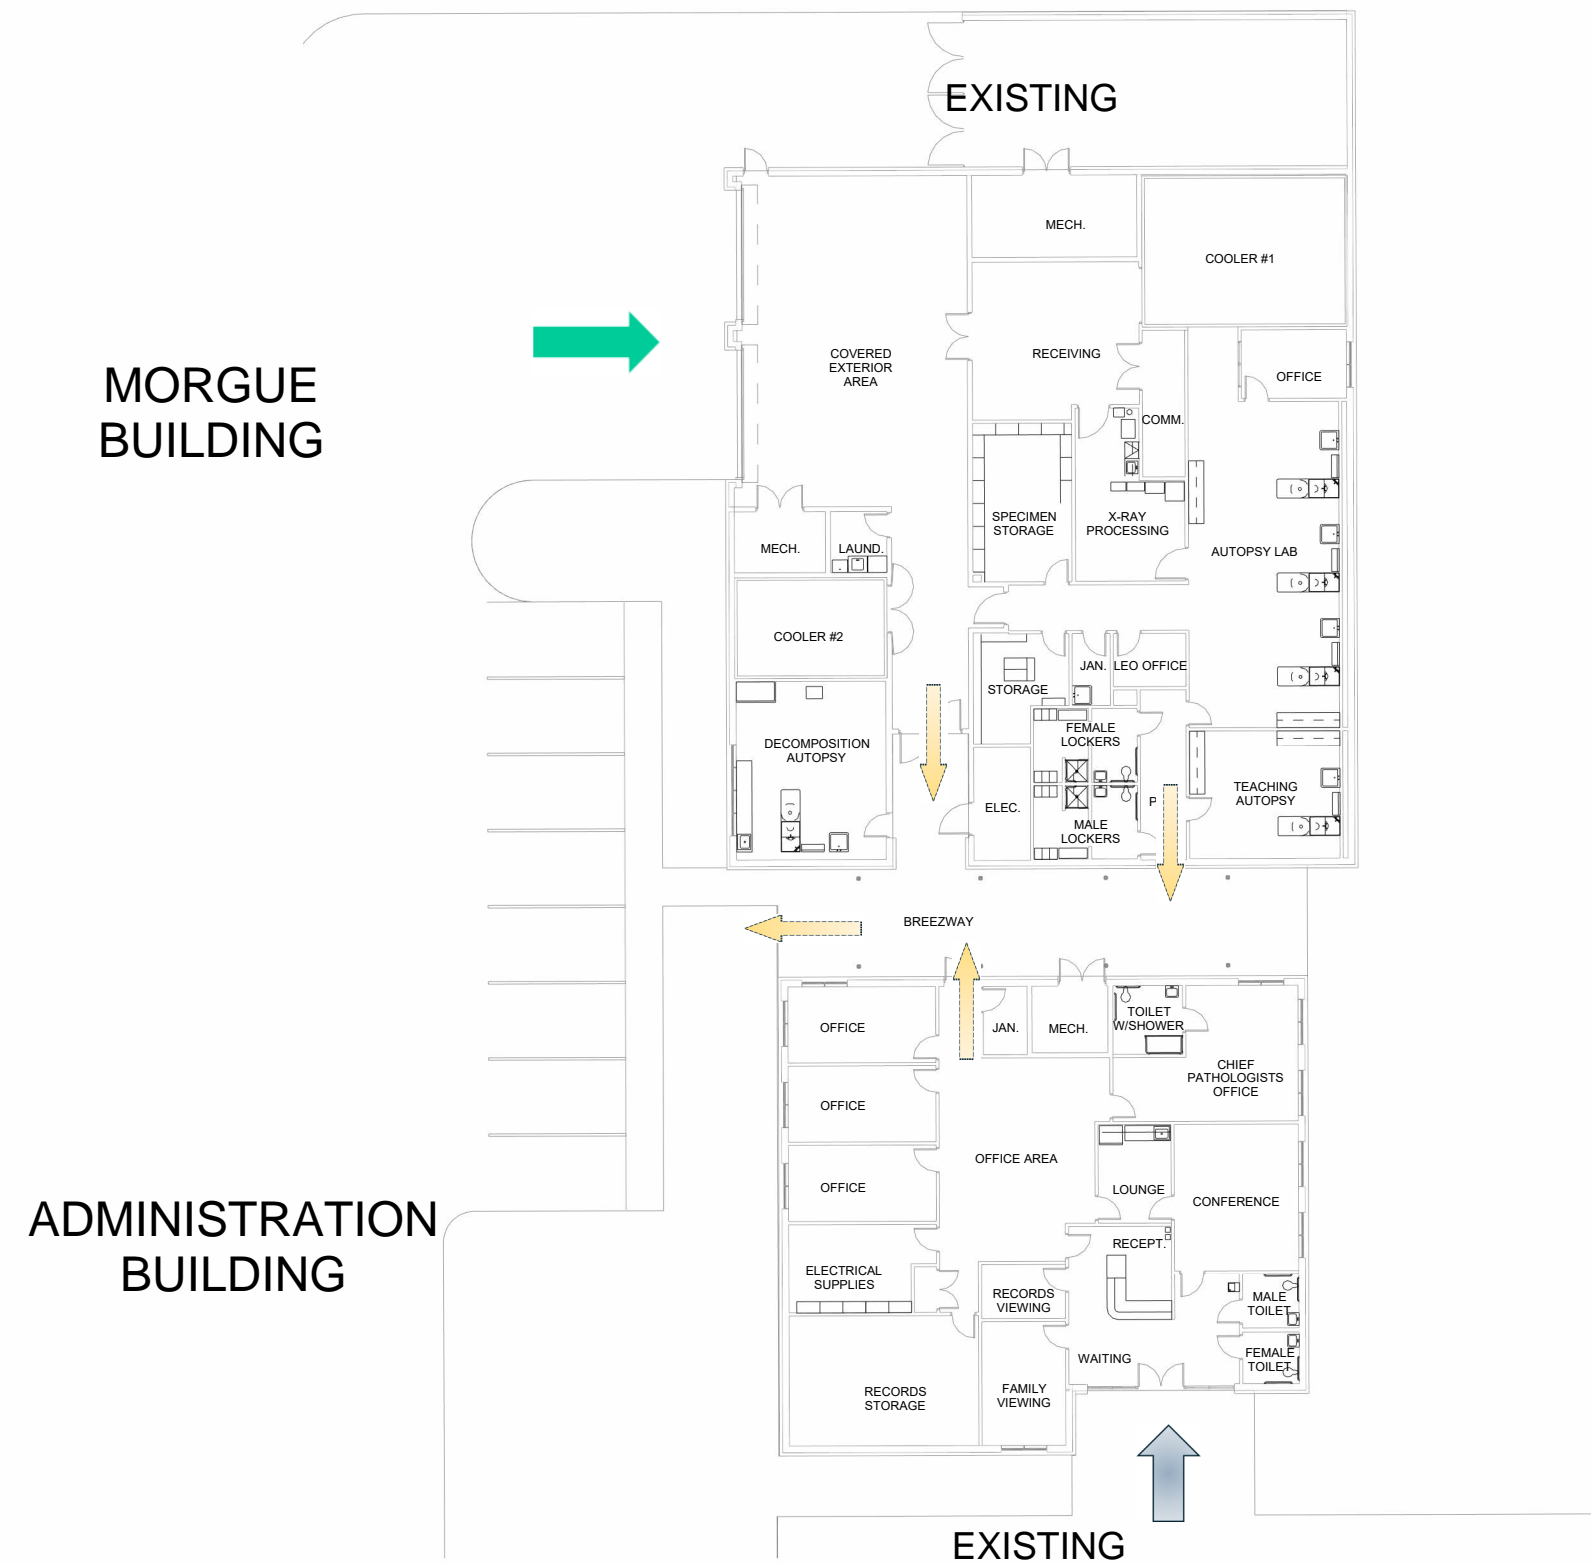 EXISTING
MECH.
COOLER #1
MORGUE
BUILDING
COVERED
EXTERIOR
AREA
RECEIVING
OFFICE
COMM.
SPECIMEN
STORAGE
X-RAY
PROCESSING
MECH.
LAUND.
AUTOPSY LAB
COOLER #2
JAN.
LEO OFFICE
STORAGE
FEMALE
LOCKERS
DECOMPOSITION
AUTOPSY
ELEC.
MALE
LOCKERS
P
TEACHING
AUTOPSY
BREEZWAY
OFFICE
JAN.
MECH.
TOILET
W/SHOWER
CHIEF
PATHOLOGISTS
OFFICE
OFFICE
OFFICE AREA
OFFICE
LOUNGE
CONFERENCE
ADMINISTRATION
BUILDING
RECEPT.
ELECTRICAL
SUPPLIES
RECORDS
VIEWING
MALE
TOILET
WAITING
FEMALE
TOILET
RECORDS
STORAGE
FAMILY
VIEWING
EXISTING